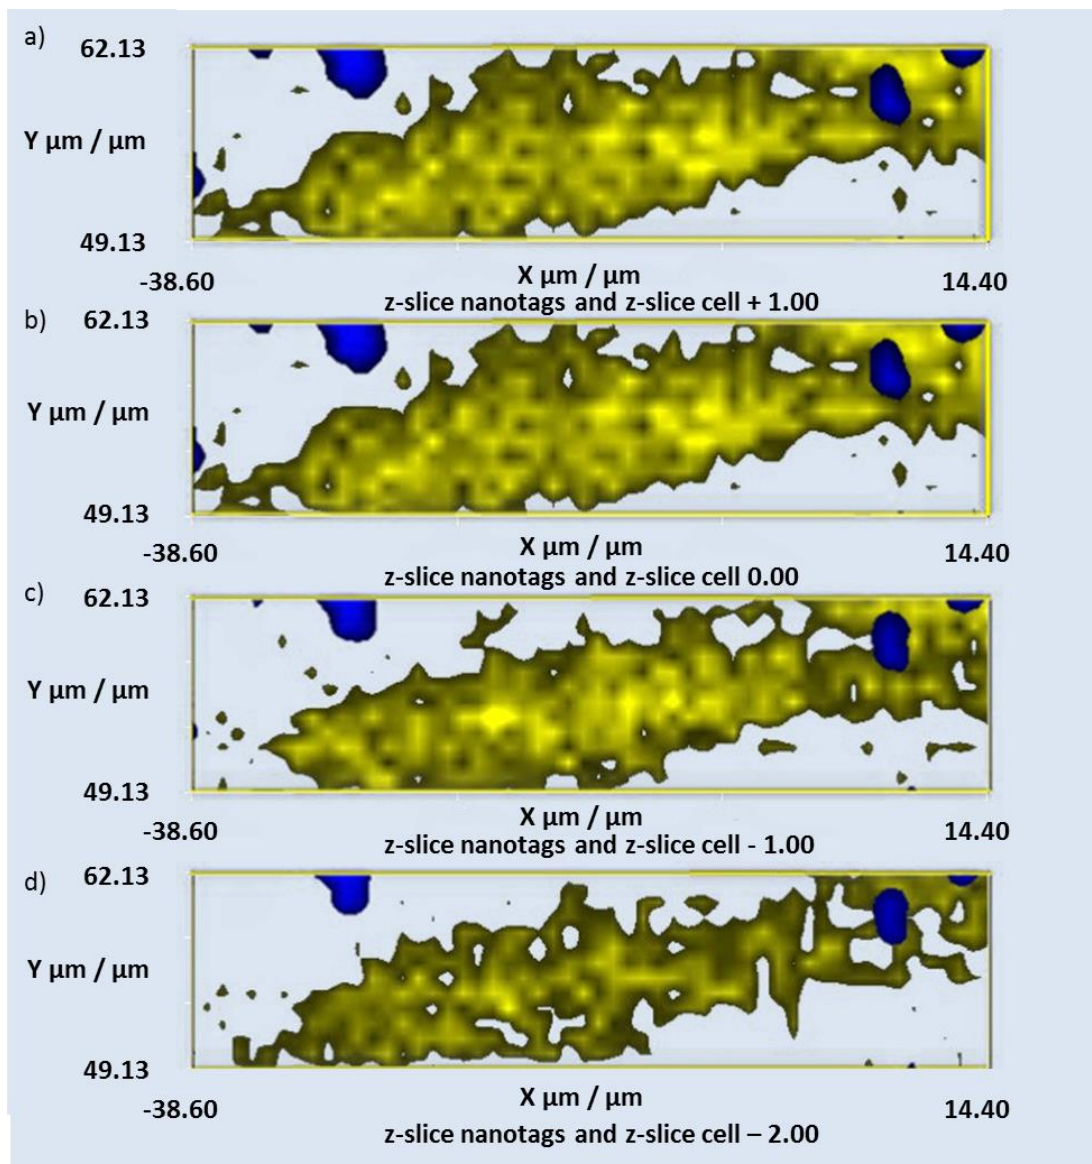 a) 62.13
Y µm / µm
49.13
-38.60 X µm / µm 14.40
z-slice nanotags and z-slice cell + 1.00
b) 62.13
Y µm / µm
49.13
-38.60 X µm / µm 14.40
z-slice nanotags and z-slice cell 0.00
c) 62.13
Y µm / µm
49.13
-38.60 X µm / µm 14.40
z-slice nanotags and z-slice cell - 1.00
d) 62.13
Y µm / µm
49.13
-38.60 X µm / µm 14.40
z-slice nanotags and z-slice cell – 2.00